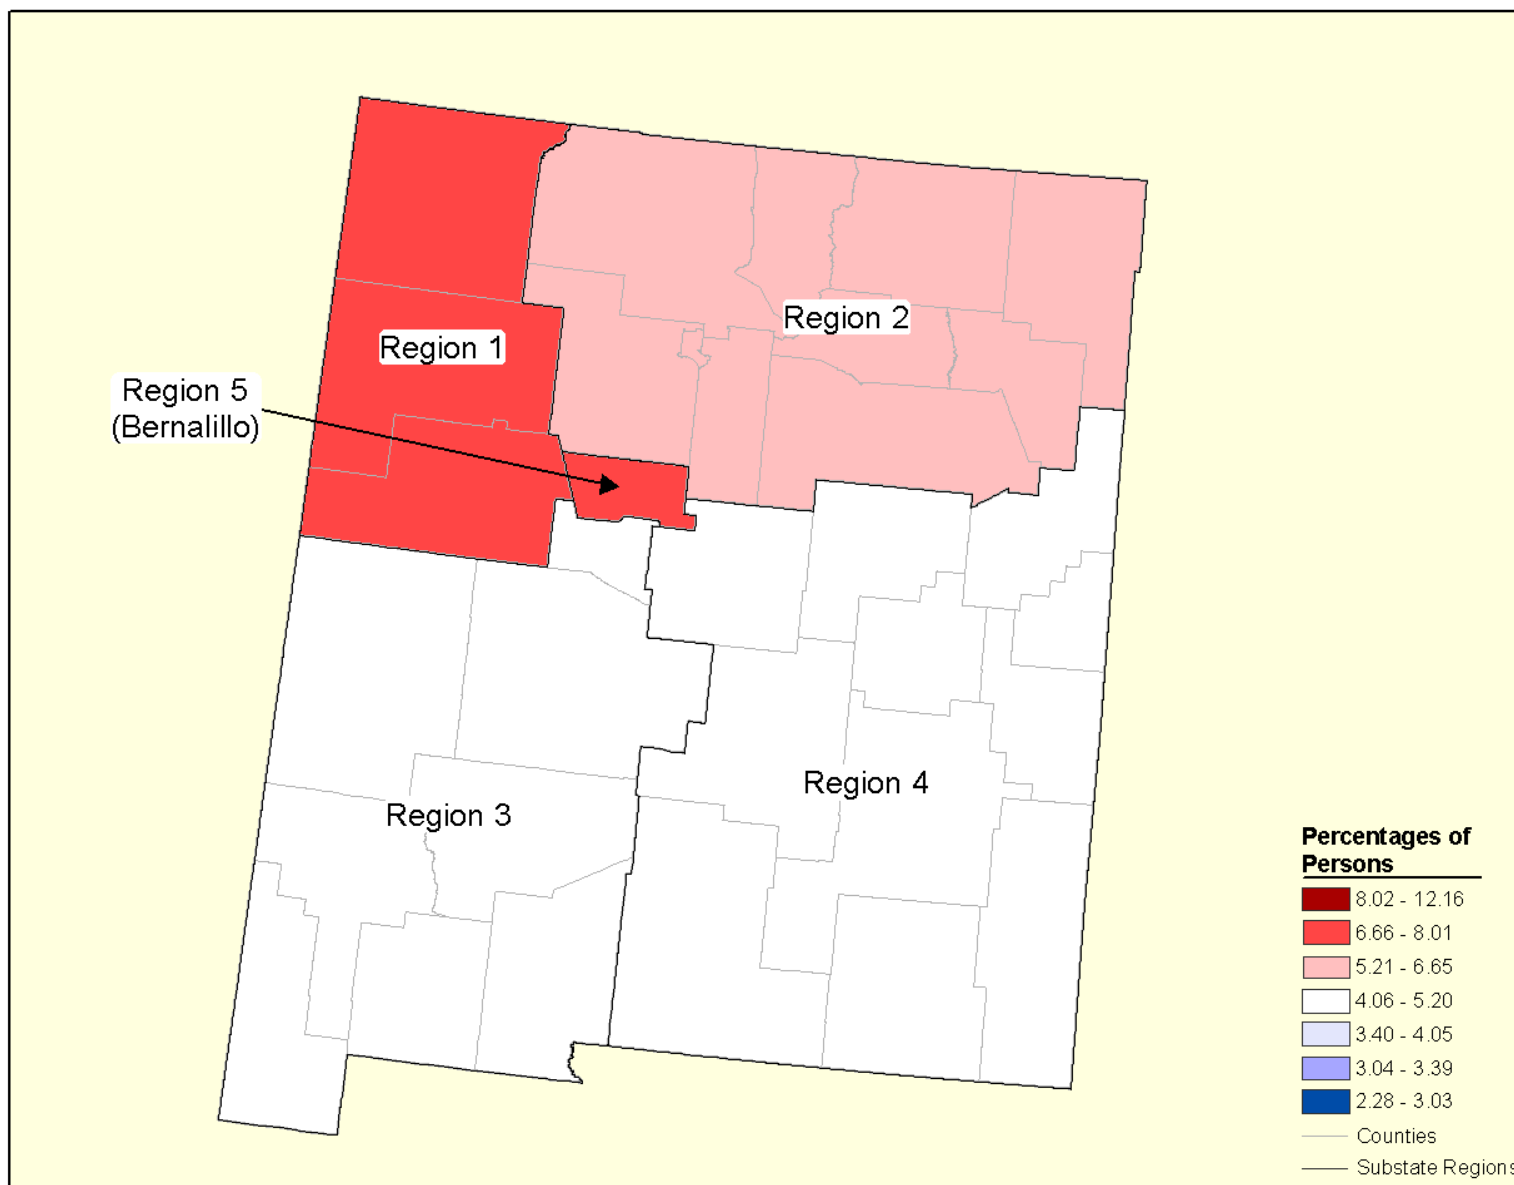 Region 2
Region 1
Region 5
(Bernalillo)
Region 4
Region 3
Percentages of
Persons
8.02 - 12.16
6.66 - 8.01
5.21 - 6.65
4.06 - 5.20
3.40 - 4.05
3.04 - 3.39
2.28 - 3.03
Counties
Substate Regions